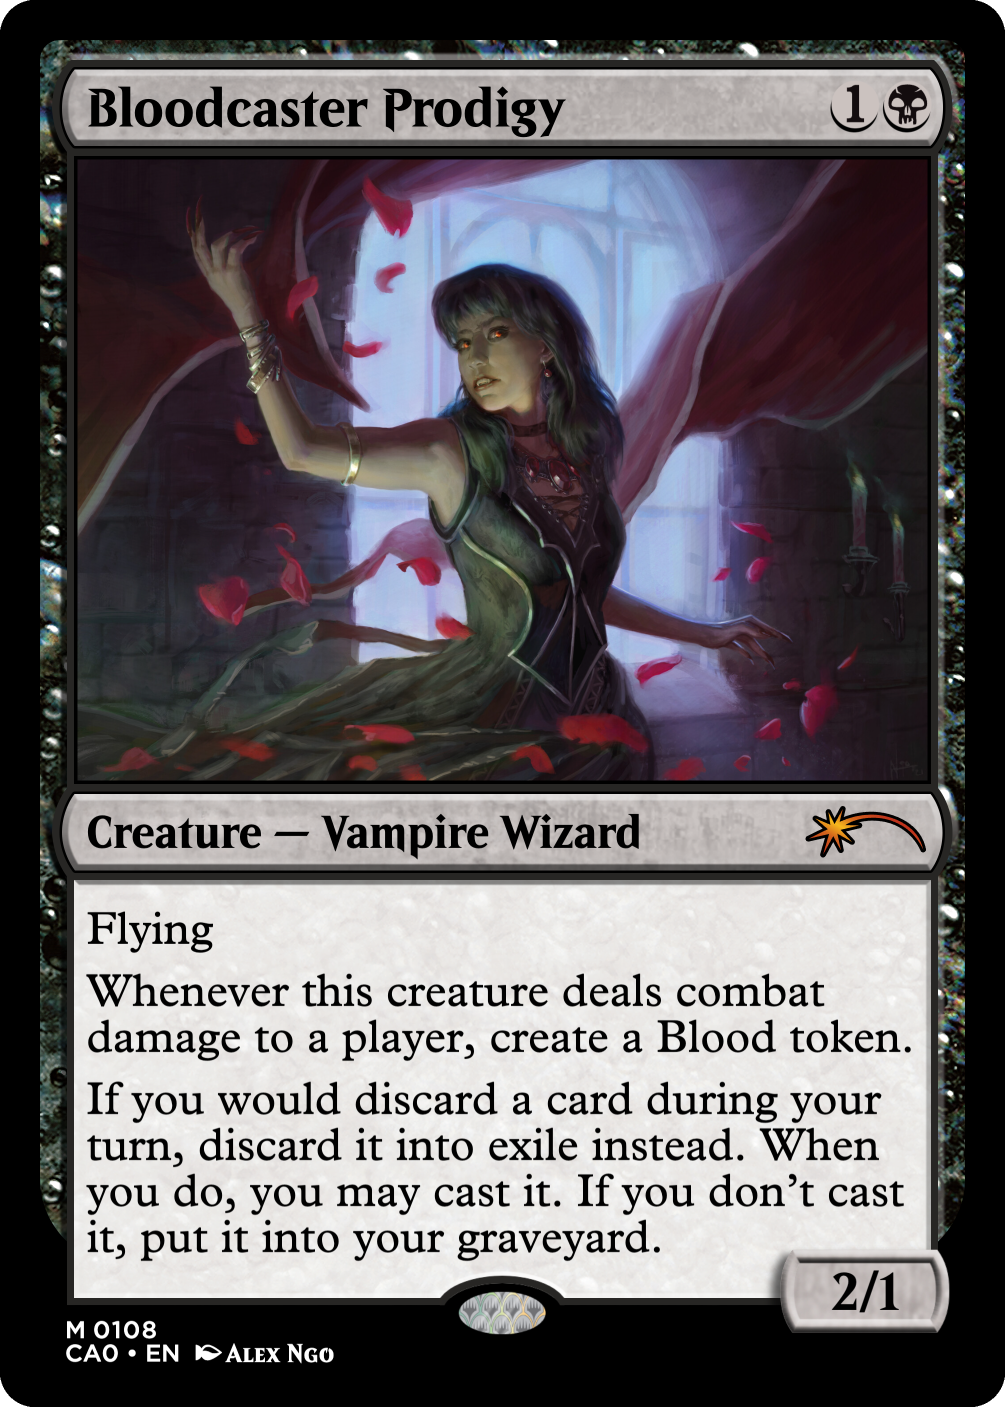 Bloodcaster Prodigy 1
Creature — Vampire Wizard
Flying
Whenever this creature deals combat
damage to a player, create a Blood token.
If you would discard a card during your
turn, discard it into exile instead. When
you do, you may cast it. If you don’t cast
it, put it into your graveyard.
2/1
M 0108
CAO • EN ALEX NGO